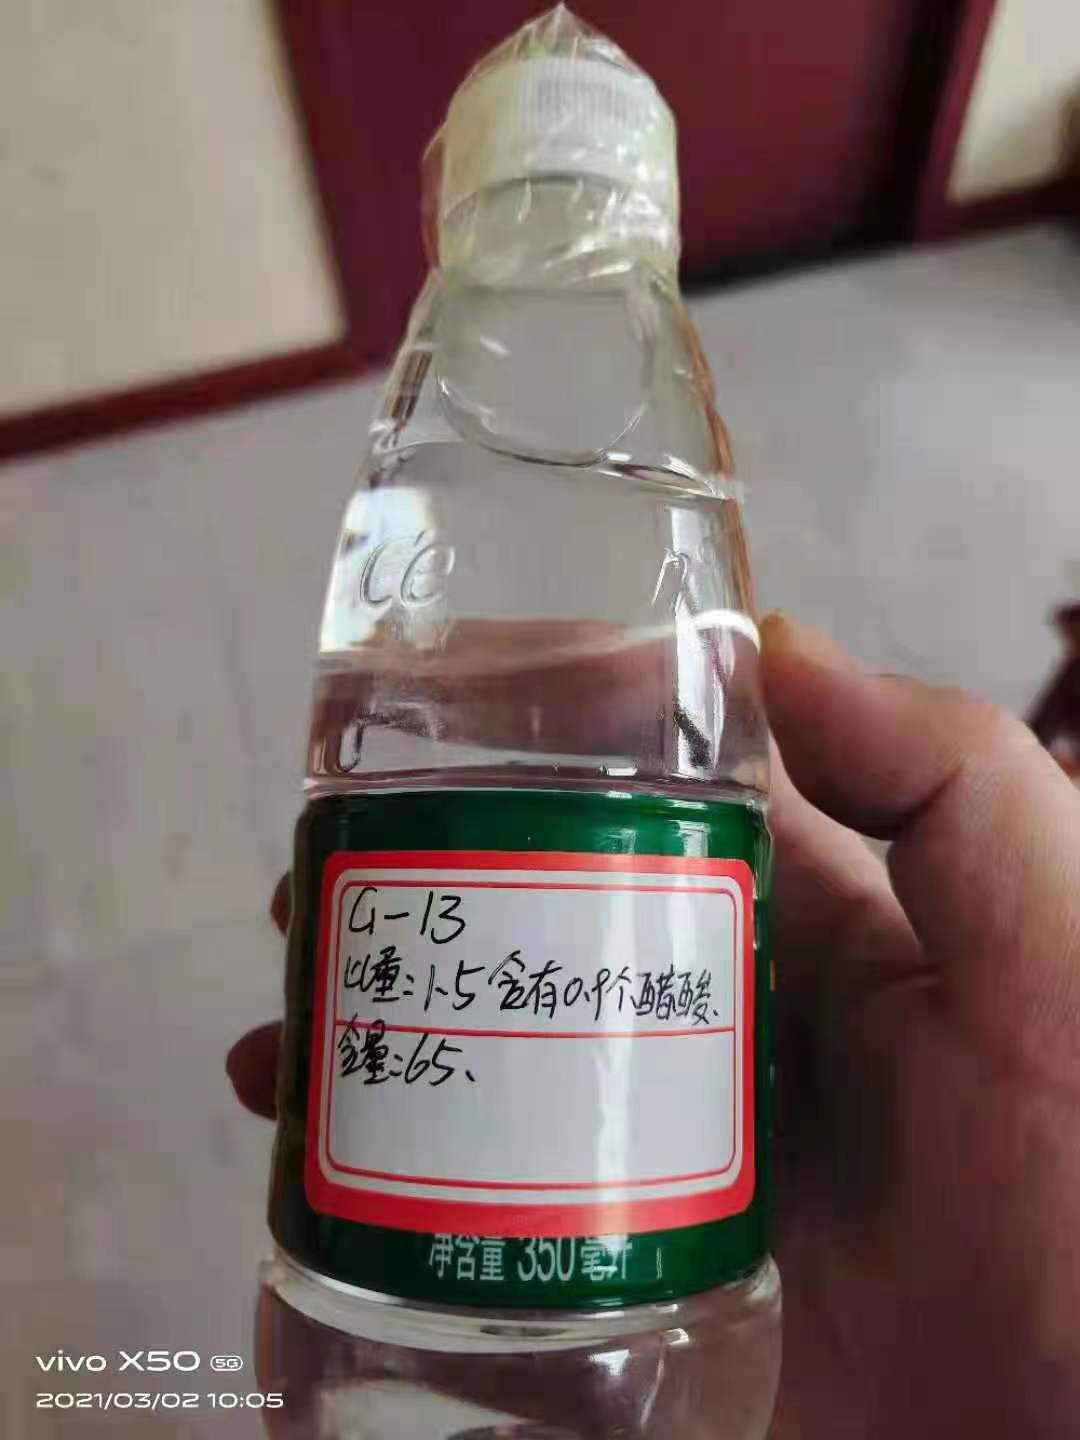 C'e
n°
G-13
比重:1.5含有0.9个醋酸、
含量:65、
净含量 350毫升
vivo X50 5G
2021/03/02 10:05